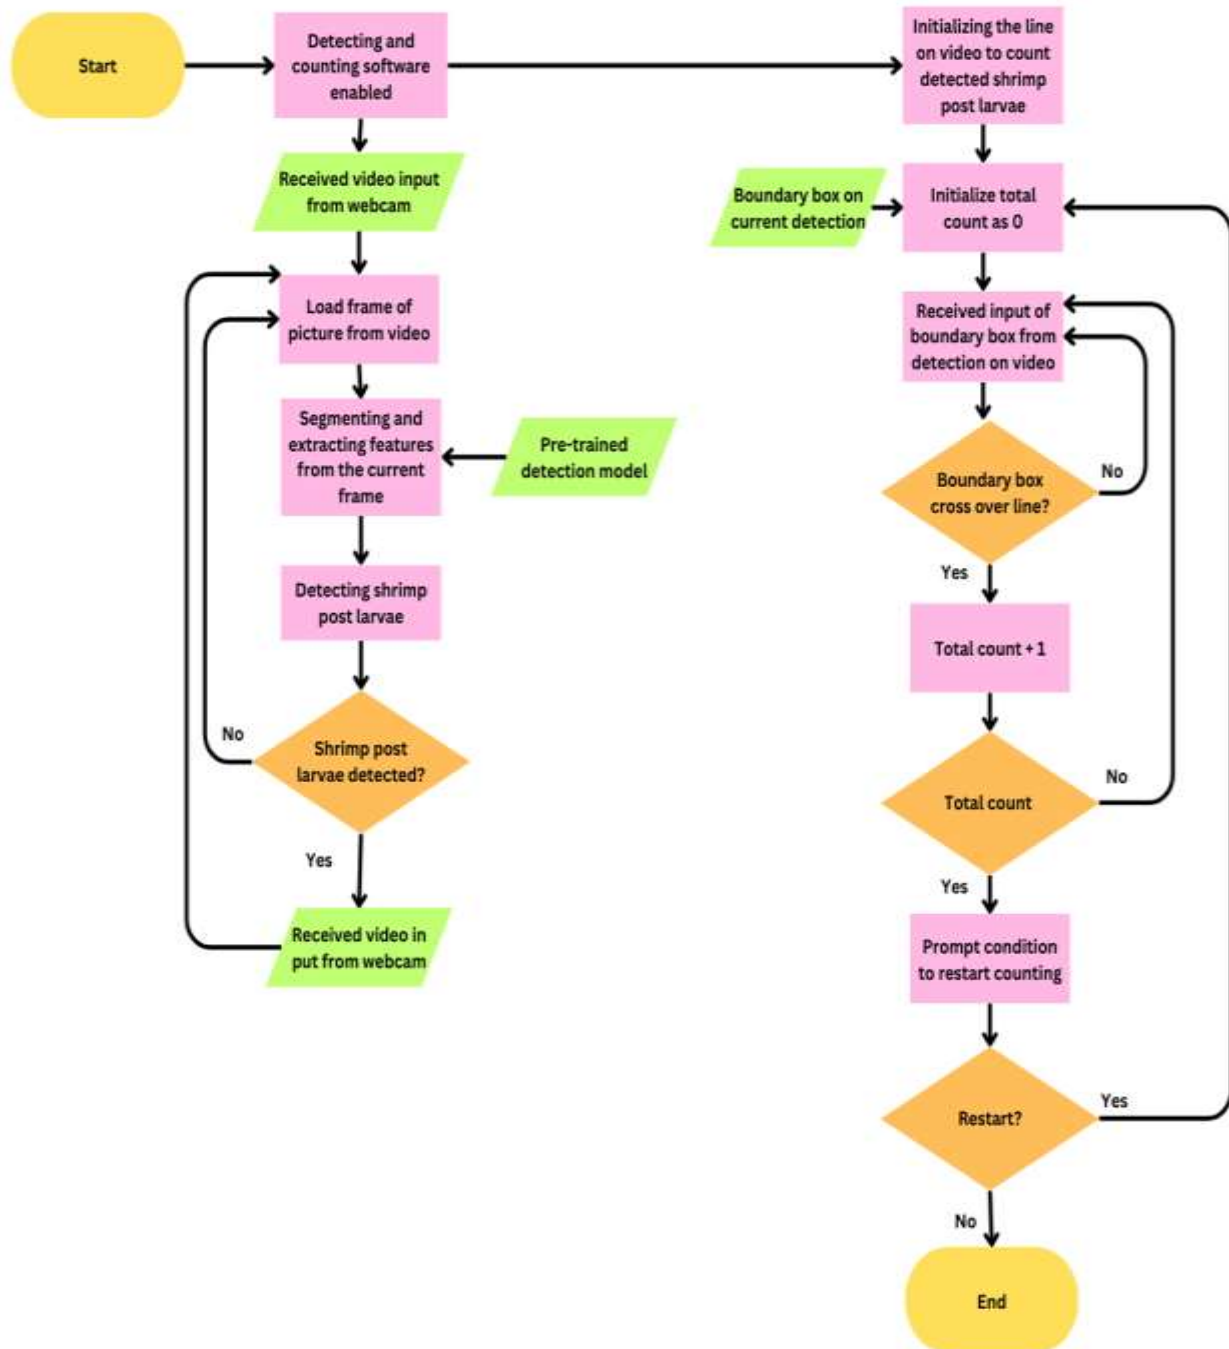 Start
Detecting and
counting software
enabled
Received video input
from webcam
Load frame of
picture from video
Segmenting and
extracting features
from the current
frame
Pre-trained
detection model
Detecting shrimp
post larvae
Shrimp post
larvae detected?
No
Yes
Received video in
put from webcam
Initializing the line
on video to count
detected shrimp
post larvae
Boundary box on
current detection
Initialize total
count as 0
Received input of
boundary box from
detection on video
Boundary box
cross over line?
No
Yes
Total count + 1
Total count
No
Yes
Prompt condition
to restart counting
Restart?
Yes
No
End